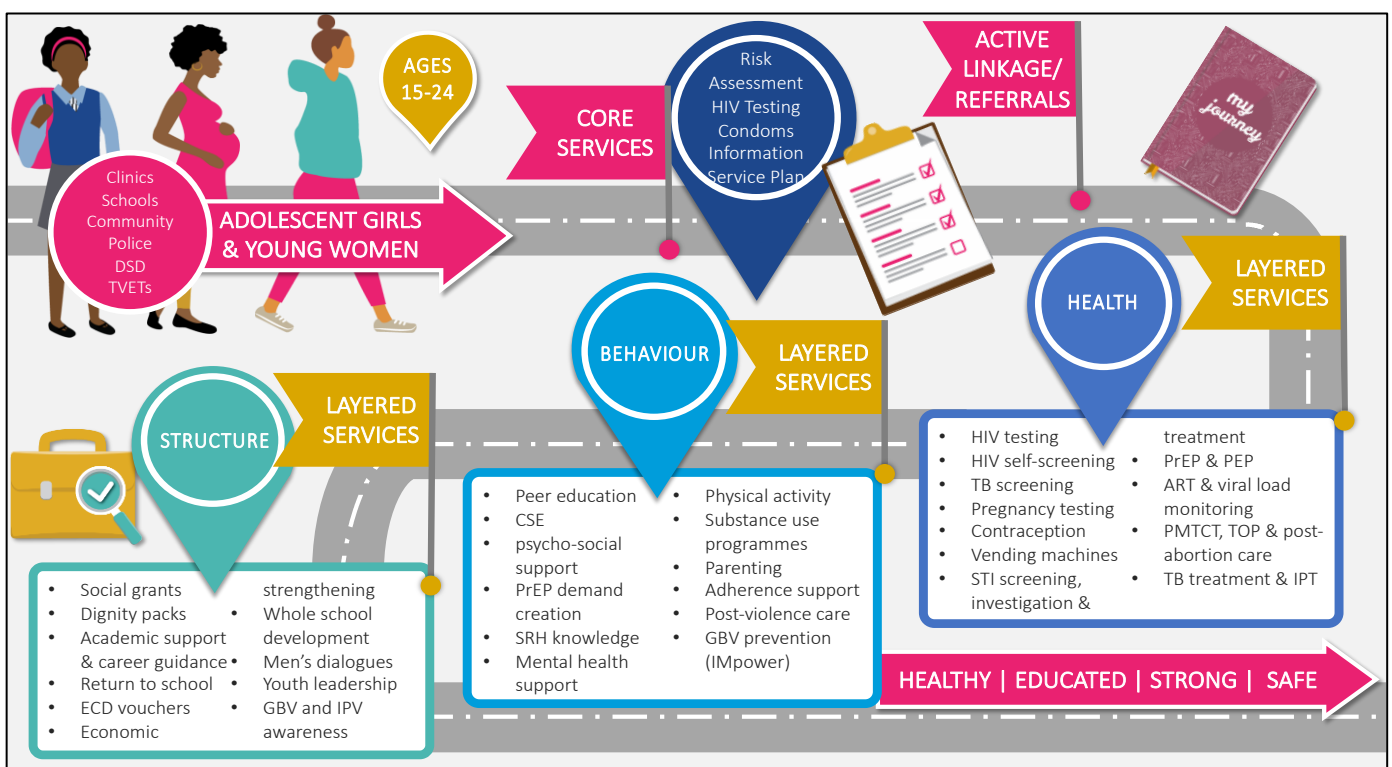 AGES
15-24
Clinics
Schools
Community
Police
DSD
TVETs
ADOLESCENT GIRLS
& YOUNG WOMEN
CORE
SERVICES
Risk
Assessment
HIV Testing
Condoms
Information
Service Plan
ACTIVE
LINKAGE/
REFERRALS
my
journey
HEALTH
LAYERED
SERVICES
• HIV testing
• HIV self-screening
• TB screening
• Pregnancy testing
• Contraception
• Vending machines
• STI screening,
investigation &
treatment
• PrEP & PEP
• ART & viral load
monitoring
• PMTCT, TOP & post-
abortion care
• TB treatment & IPT
BEHAVIOUR
LAYERED
SERVICES
• Peer education
• CSE
• psycho-social
support
• PrEP demand
creation
• SRH knowledge
• Mental health
support
• Physical activity
• Substance use
programmes
• Parenting
• Adherence support
• Post-violence care
• GBV prevention
(IMpower)
STRUCTURE
LAYERED
SERVICES
• Social grants
• Dignity packs
• Academic support
& career guidance
• Return to school
• ECD vouchers
• Economic
strengthening
• Whole school
development
• Men’s dialogues
• Youth leadership
• GBV and IPV
awareness
HEALTHY | EDUCATED | STRONG | SAFE